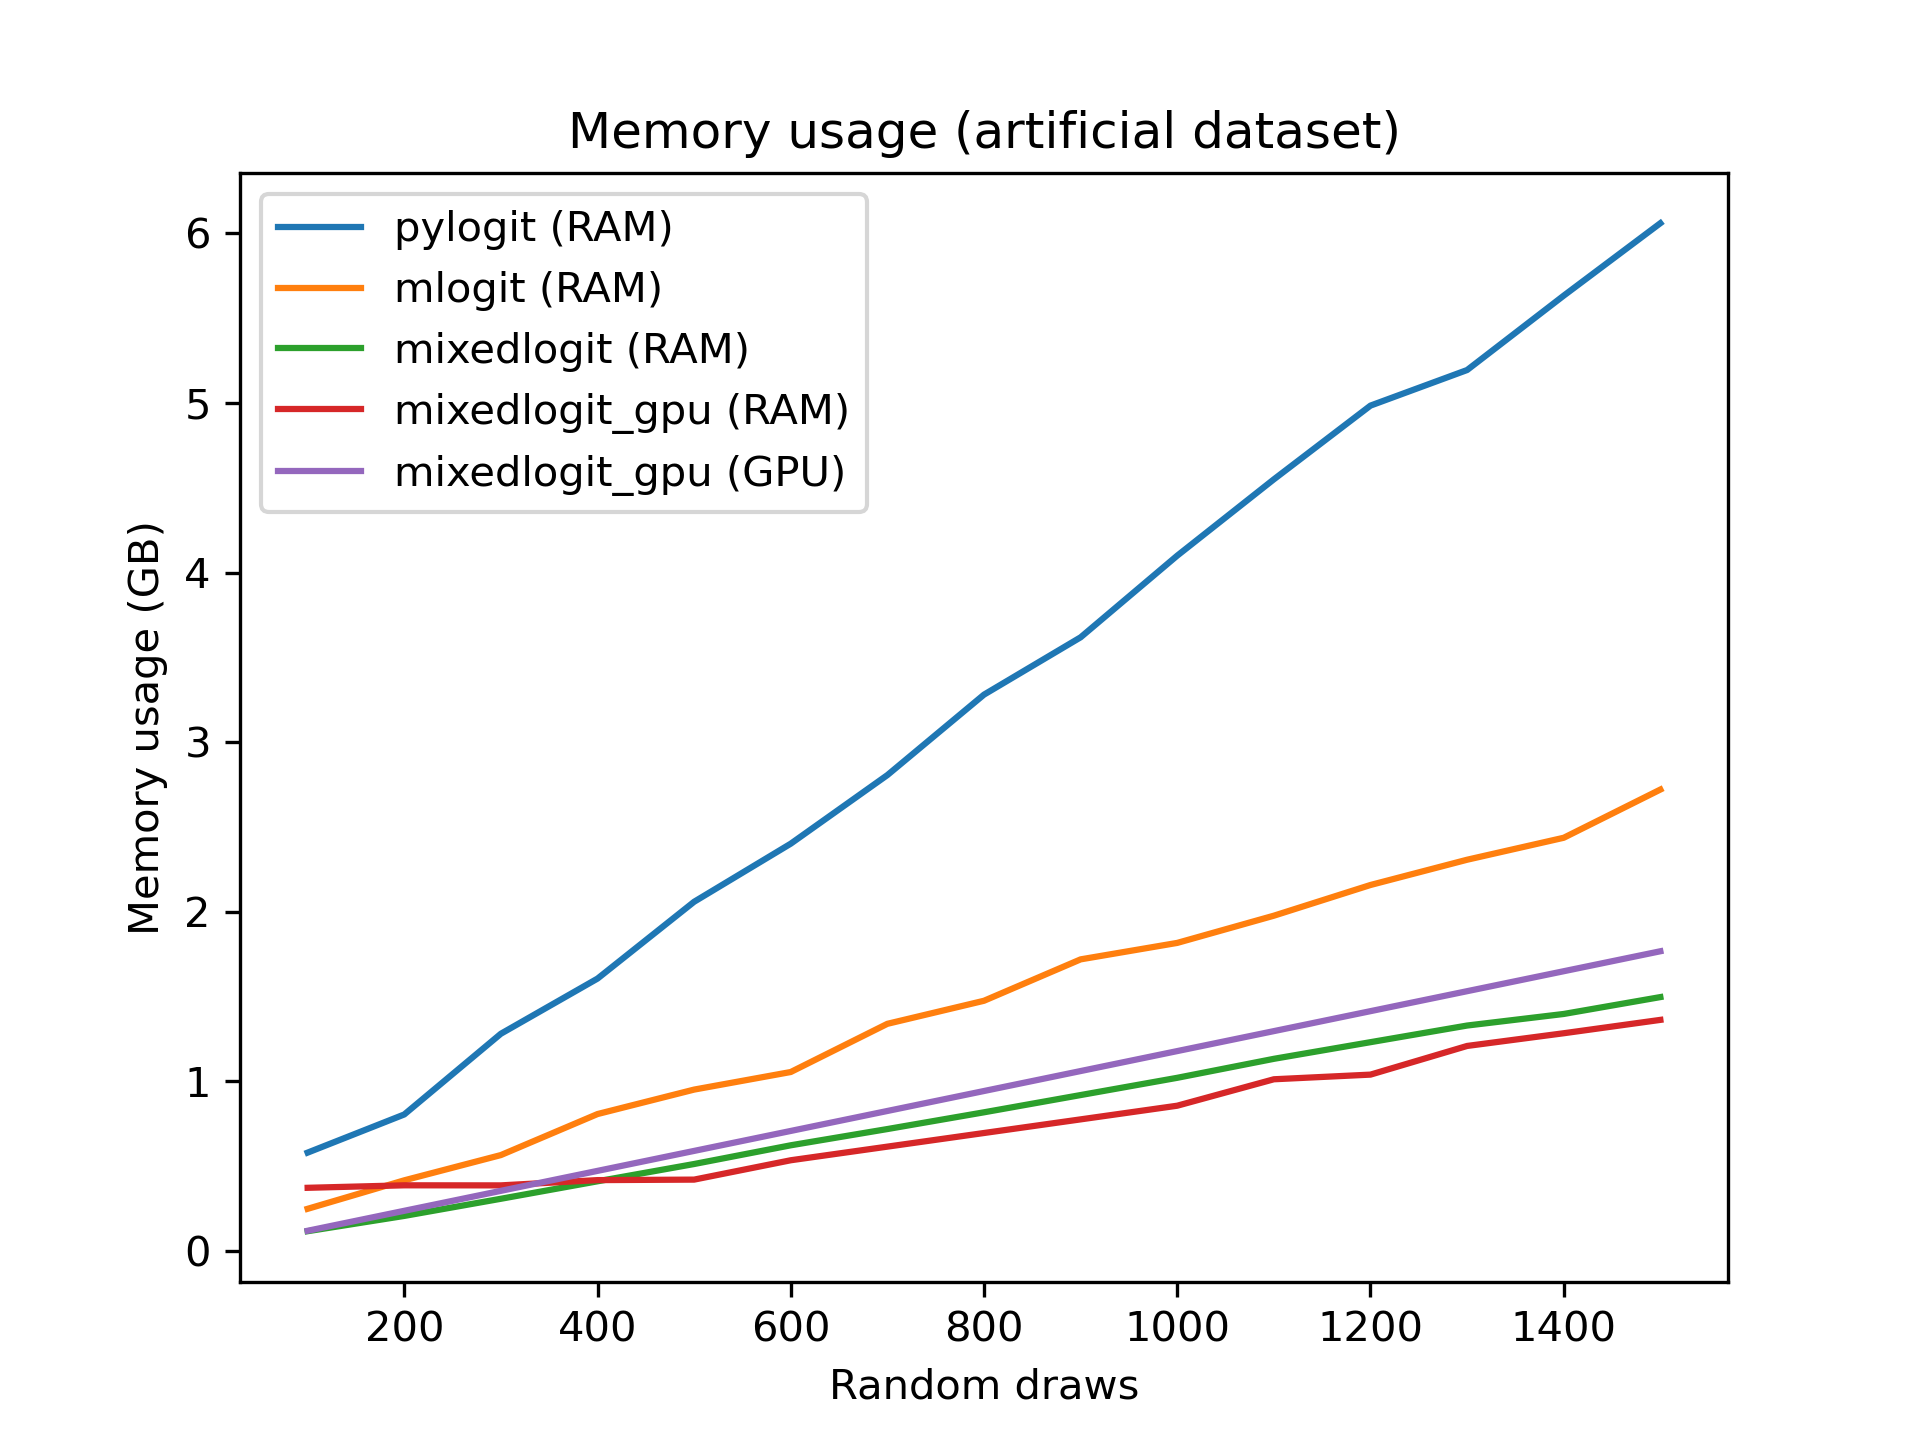 Memory usage (artificial dataset)
pylogit (RAM)
mlogit (RAM)
mixedlogit (RAM)
mixedlogit_gpu (RAM)
mixedlogit_gpu (GPU)
Memory usage (GB)
6
5
4
3
2
1
0
200 400 600 800 1000 1200 1400
Random draws